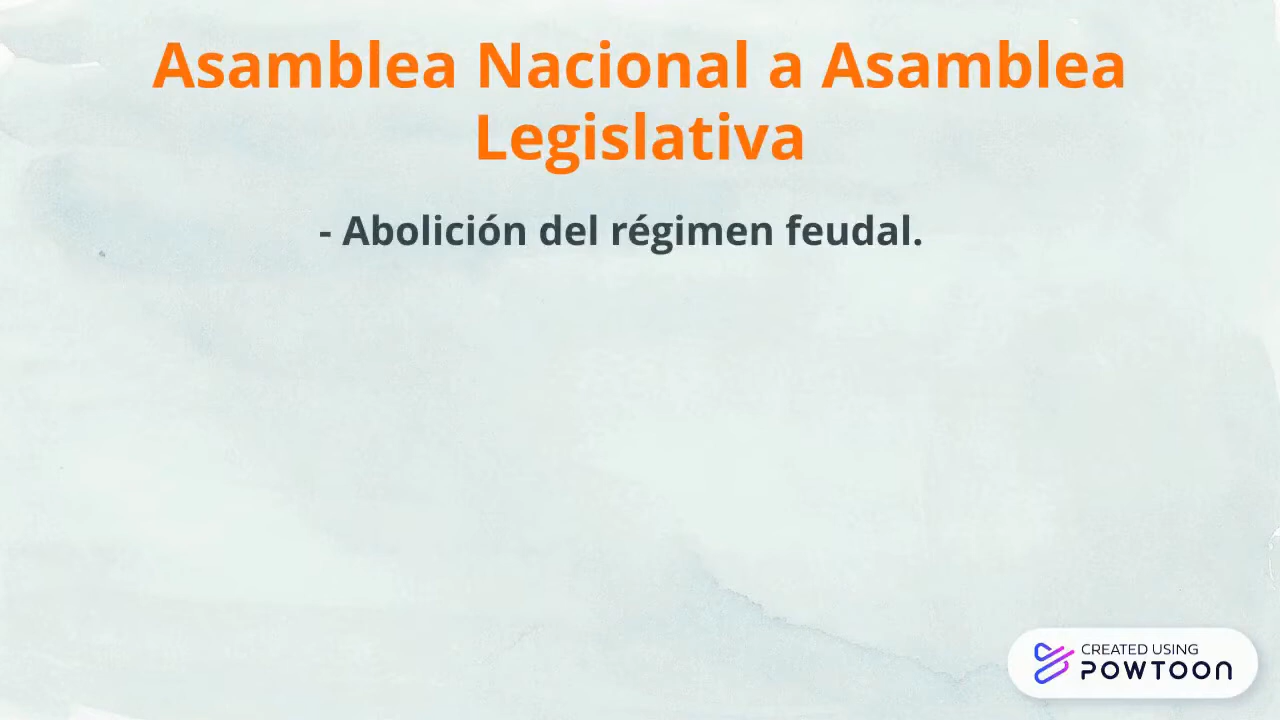 Asamblea Nacional a Asamblea
Legislativa
- Abolición del régimen feudal.
CREATED USING
POWTOON